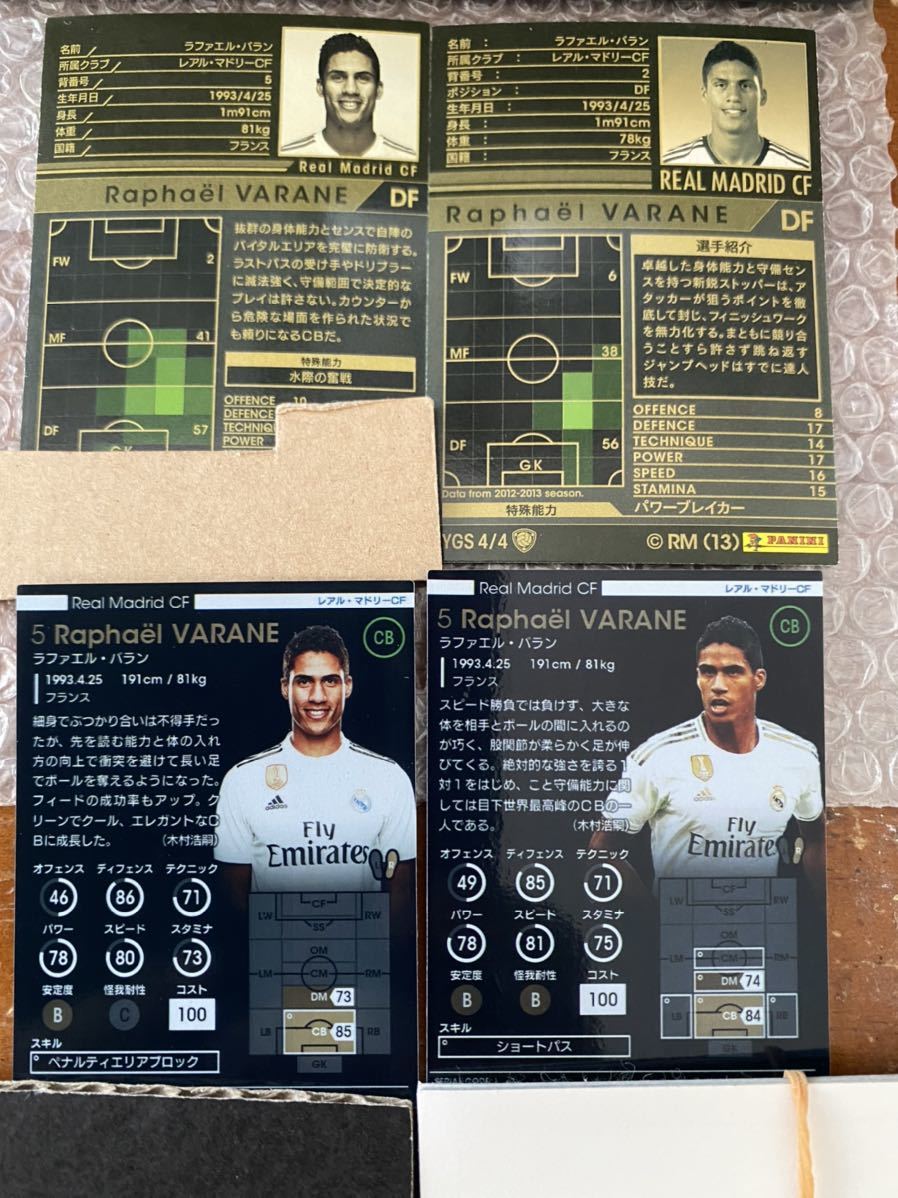 名前 ラファエル・バラン
所属クラブ レアル・マドリーCF
背番号 5
生年月日 1993/4/25
身長 1m91cm
体重 81kg
国籍 フランス
Real Madrid CF
Raphaël VARANE DF
FW 2
MF 41
DF 57
GK
抜群の身体能力とセンスで自陣の
バイタルエリアを完璧に防衛する。
ラストパスの受け手やドリブラー
に滅法強く、守備範囲で決定的な
プレイは許さない。カウンターから
危険な場面を作られた状況で
も頼りになるCBだ。
特殊能力
水際の奮戦
OFFENCE 10
DEFENCE
TECHNIQU
POWER
名前 : ラファエル・バラン
所属クラブ : レアル・マドリーCF
背番号 : 2
ポジション : DF
生年月日 : 1993/4/25
身長 : 1m91cm
体重 : 78kg
国籍 : フランス
REAL MADRID CF
Raphaël VARANE DF
FW 6
MF 38
DF 56
GK
Data from 2012-2013 season.
特殊能力
選手紹介
卓越した身体能力と守備セン
スを持つ新鋭ストッパーは、ア
タッカーが狙うポイントを徹
底して封じ、フィニッシュワーク
を無力化する。まともに競り合
うことすら許さず跳ね返す
ジャンプヘッドはすでに達人
技だ。
OFFENCE 8
DEFENCE 17
TECHNIQUE 14
POWER 17
SPEED 16
STAMINA 15
パワーブレイカー
YGS 4/4
© RM (13) PANINI
Real Madrid CF レアル・マドリーCF
5 Raphaël VARANE CB
ラファエル・バラン
1993.4.25 191cm / 81kg
フランス
細身でぶつかり合いは不得手だっ
たが、先を読む能力と体の入れ
方の向上で衝突を避けて長い足
でボールを奪えるようになった。
フィードの成功率もアップ。ク
リーンでクール、エレガントなC
Bに成長した。 (木村浩嗣)
adidas
Fly
Emirates
オフェンス ディフェンス テクニック
46 86 71
パワー スピード スタミナ
78 80 73
安定度 怪我耐性 コスト
B C 100
スキル
ペナルティエリアブロック
LW CF RW
SS
OM
LM CM RM
DM 73
LB CB 85 RB
GK
Real Madrid CF レアル・マドリーCF
5 Raphaël VARANE CB
ラファエル・バラン
1993.4.25 191cm / 81kg
フランス
スピード勝負では負けず、大きな
体を相手とボールの間に入れるの
が巧く、股関節が柔らかく足が伸
びてくる。絶対的な強さを誇る1
対1をはじめ、こと守備能力に関
しては目下世界最高峰のCBの一
人である。 (木村浩嗣)
adidas
Fly
Emirates
オフェンス ディフェンス テクニック
49 85 71
パワー スピード スタミナ
78 81 75
安定度 怪我耐性 コスト
B B 100
スキル
ショートパス
LW CF RW
SS
OM
LM CM RM
DM 74
LB CB 84 RB
GK